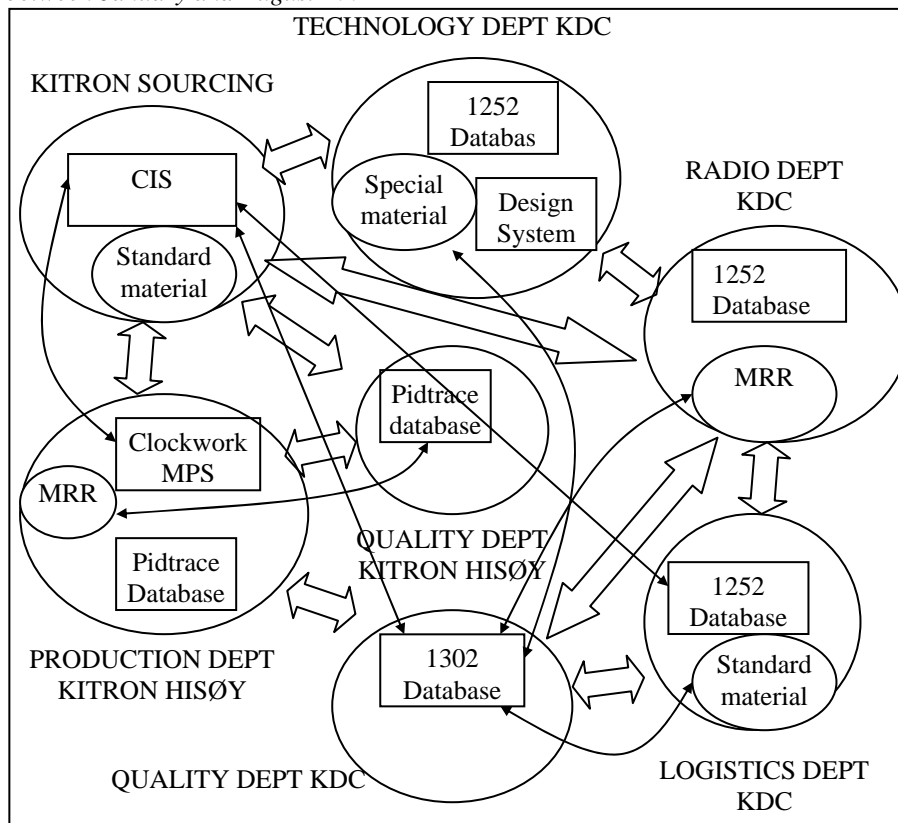 TECHNOLOGY DEPT KDC
KITRON SOURCING
1252
Databas
CIS
Special
material
Design
System
RADIO DEPT
KDC
Standard
material
1252
Database
MRR
Pidtrace
database
Clockwork
MPS
MRR
Pidtrace
Database
QUALITY DEPT
KITRON HISØY
1252
Database
Standard
material
PRODUCTION DEPT
KITRON HISØY
1302
Database
QUALITY DEPT KDC
LOGISTICS DEPT
KDC